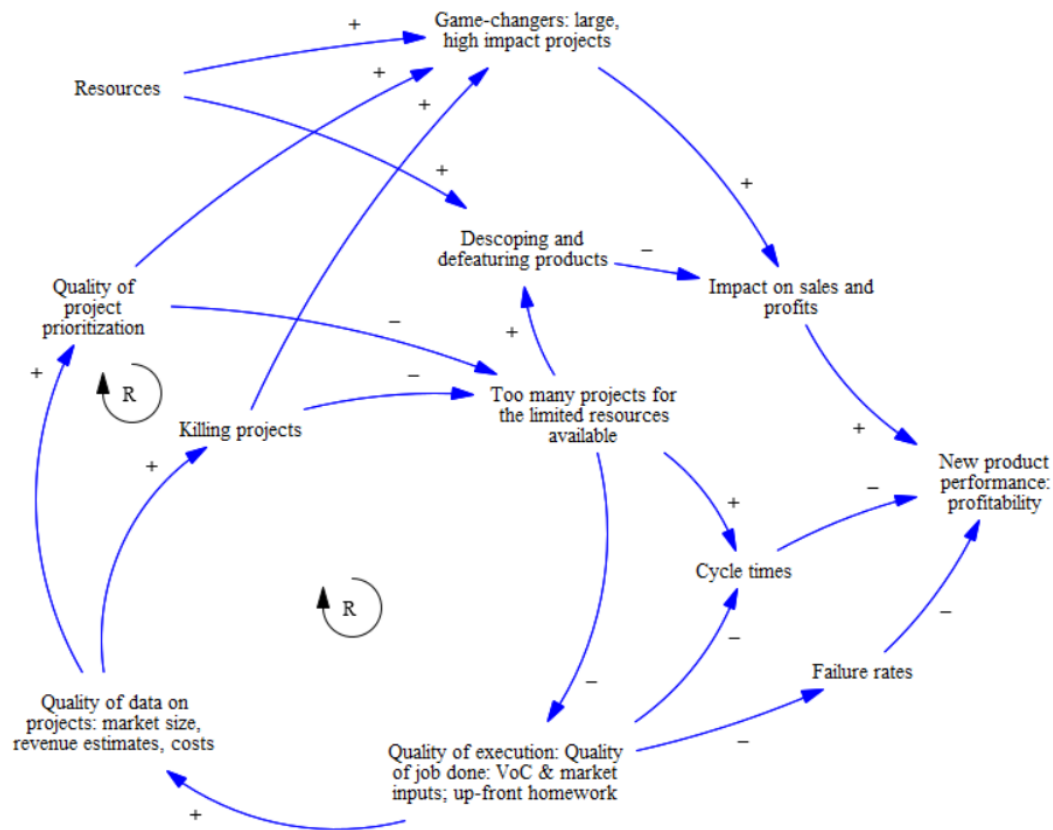 Game-changers: large,
high impact projects
+
+
+
Resources
+
+
Descoping and
defeaturing products
−
Quality of
project
prioritization
Impact on sales and
profits
−
+
+
R
−
Too many projects for
the limited resources
available
Killing projects
+
+
−
New product
performance:
profitability
+
Cycle times
R
−
−
Failure rates
−
Quality of data on
projects: market size,
revenue estimates, costs
−
Quality of execution: Quality
of job done: VoC & market
inputs; up-front homework
+